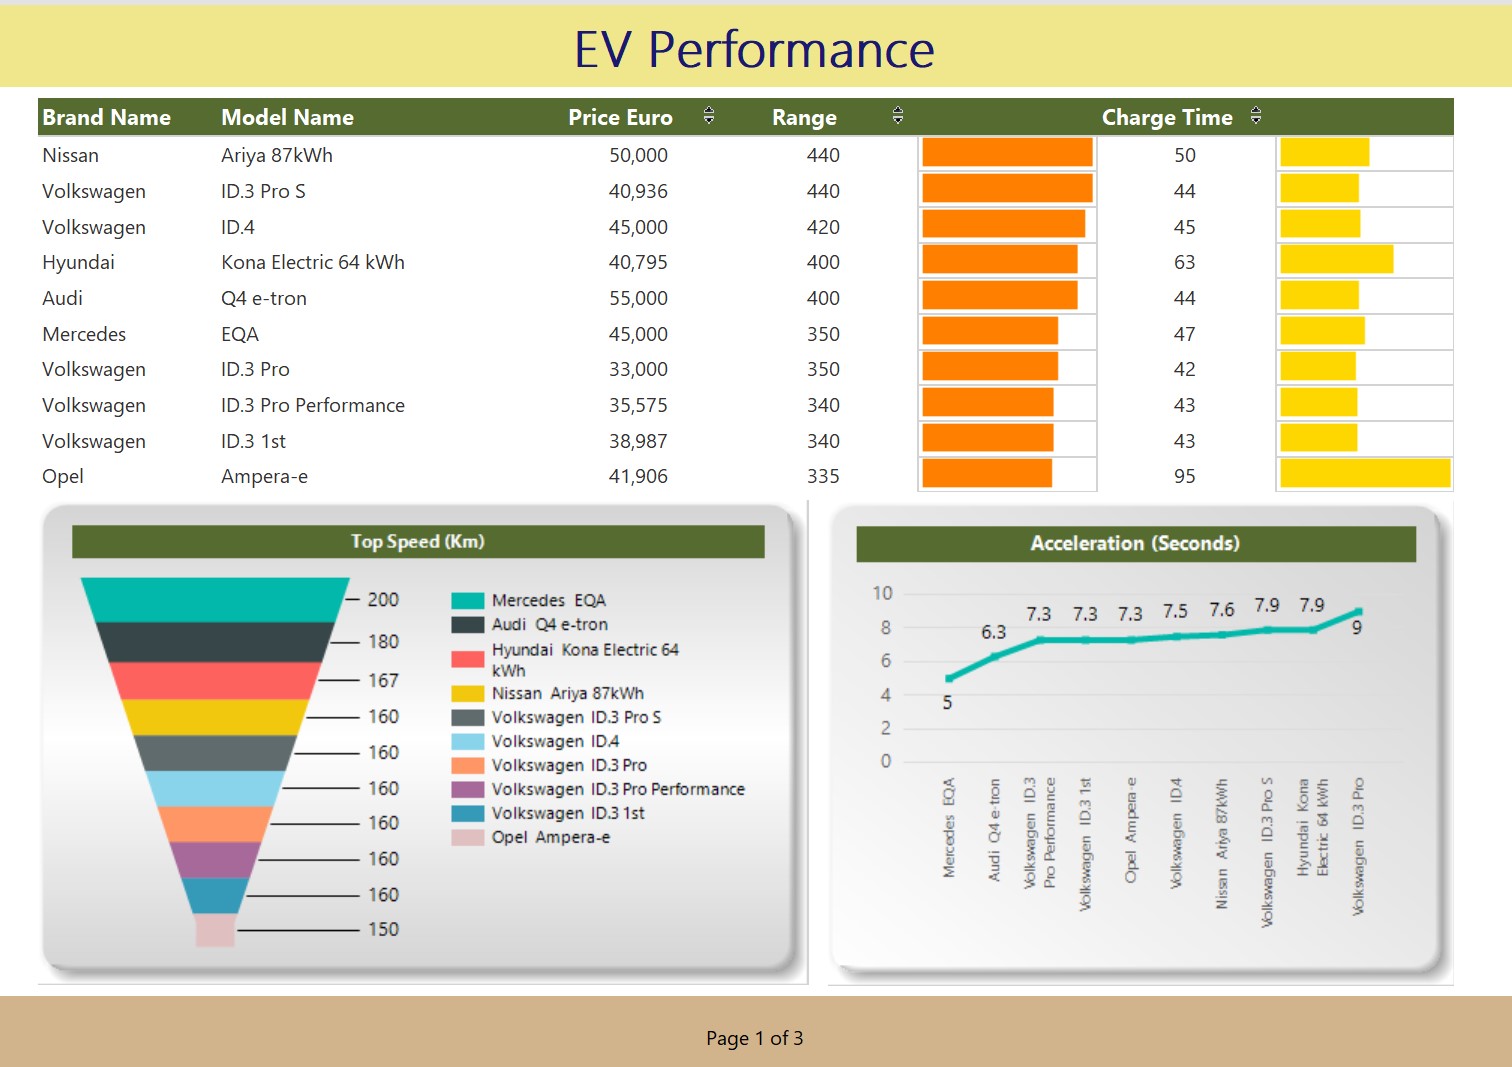 EV Performance
Brand Name Model Name Price Euro Range Charge Time
Nissan Ariya 87kWh 50,000 440 50
Volkswagen ID.3 Pro S 40,936 440 44
Volkswagen ID.4 45,000 420 45
Hyundai Kona Electric 64 kWh 40,795 400 63
Audi Q4 e-tron 55,000 400 44
Mercedes EQA 45,000 350 47
Volkswagen ID.3 Pro 33,000 350 42
Volkswagen ID.3 Pro Performance 35,575 340 43
Volkswagen ID.3 1st 38,987 340 43
Opel Ampera-e 41,906 335 95
Top Speed (Km)
200
180
167
160
160
160
160
160
160
150
Mercedes EQA
Audi Q4 e-tron
Hyundai Kona Electric 64
kWh
Nissan Ariya 87kWh
Volkswagen ID.3 Pro S
Volkswagen ID.4
Volkswagen ID.3 Pro
Volkswagen ID.3 Pro Performance
Volkswagen ID.3 1st
Opel Ampera-e
Acceleration (Seconds)
10
8
6
4
2
0
5
6.3
7.3
7.3
7.3
7.5
7.6
7.9
7.9
9
Mercedes EQA
Audi Q4 e-tron
Volkswagen ID.3
Pro Performance
Volkswagen ID.3 1st
Opel Ampera-e
Volkswagen ID.4
Nissan Ariya 87kWh
Volkswagen ID.3 Pro S
Hyundai Kona
Electric 64 kWh
Volkswagen ID.3 Pro
Page 1 of 3